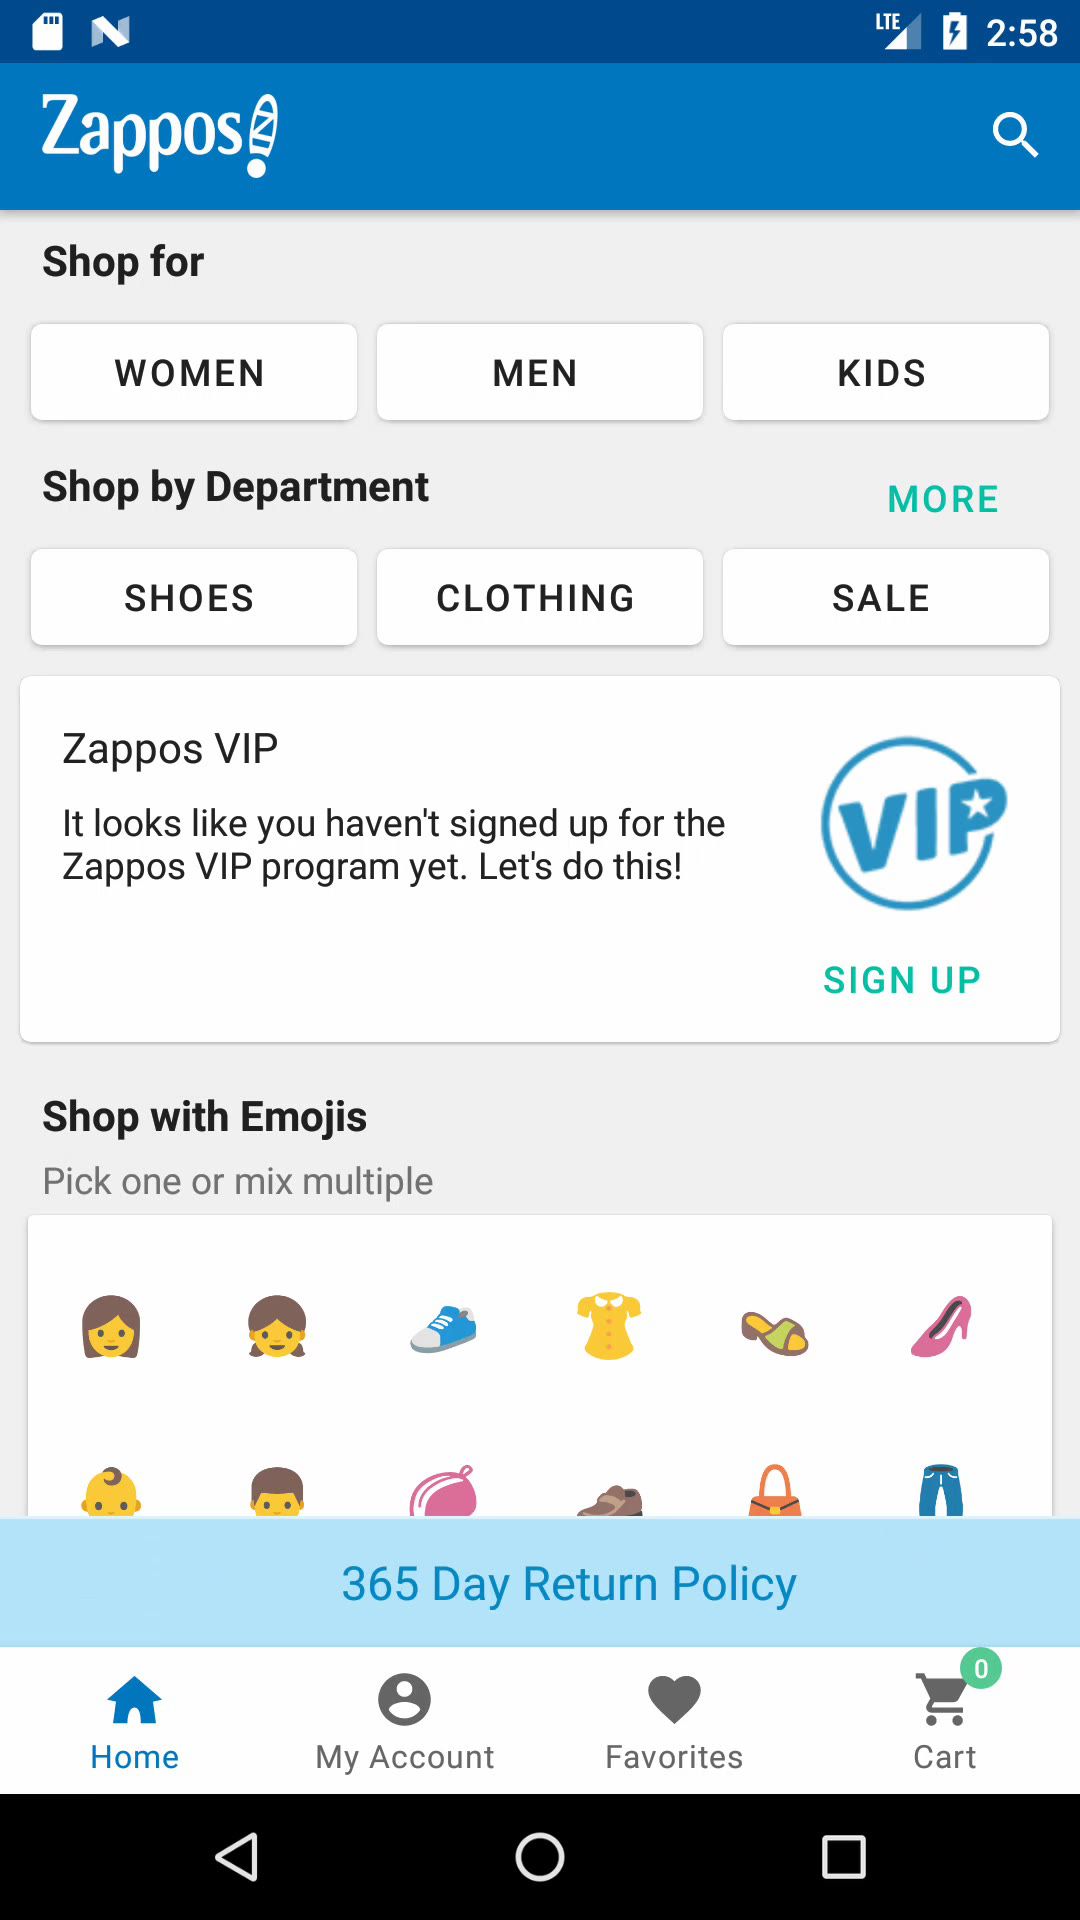 LTE 2:58
Zappos
Shop for
WOMEN MEN KIDS
Shop by Department MORE
SHOES CLOTHING SALE
Zappos VIP
It looks like you haven't signed up for the
Zappos VIP program yet. Let's do this!
VIP
SIGN UP
Shop with Emojis
Pick one or mix multiple
365 Day Return Policy
0
Home My Account Favorites Cart